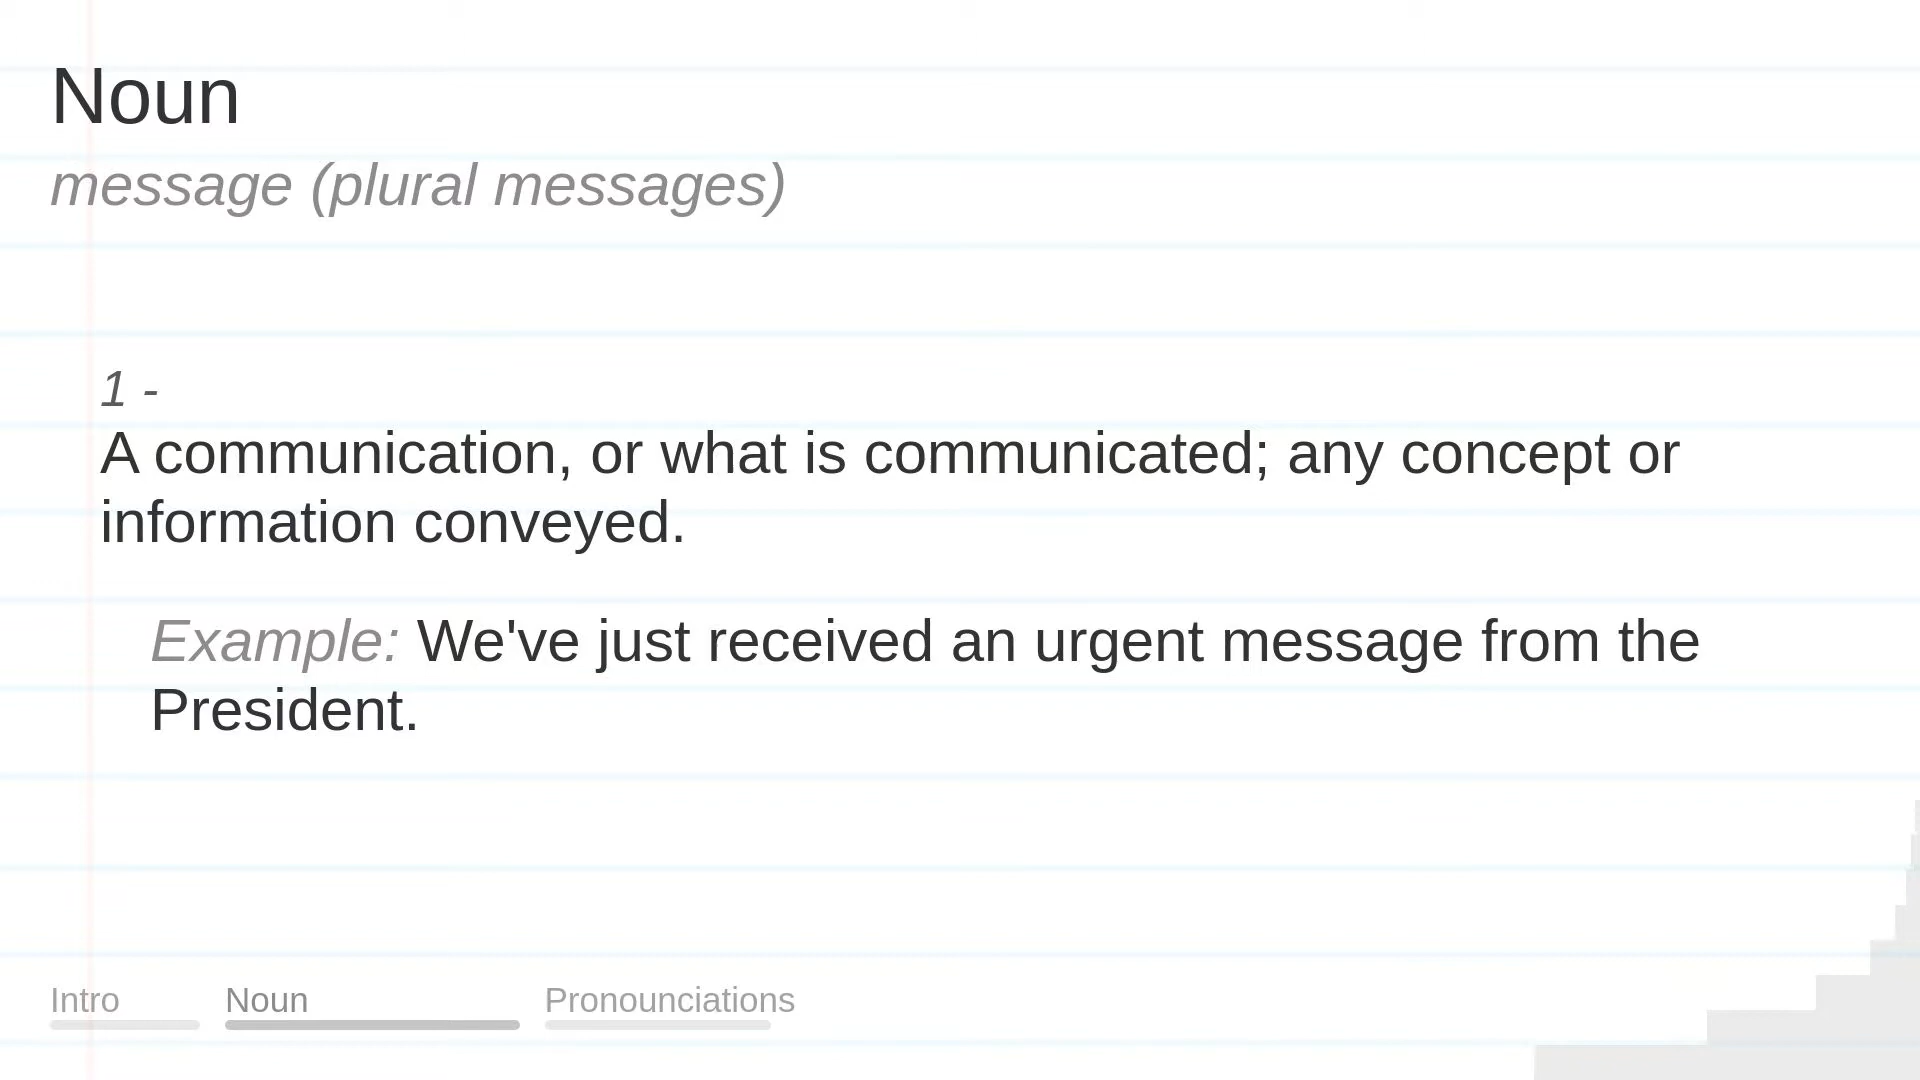 Noun
message (plural messages)
1 -
A communication, or what is communicated; any concept or
information conveyed.
Example: We've just received an urgent message from the
President.
Intro
Noun
Pronounciations